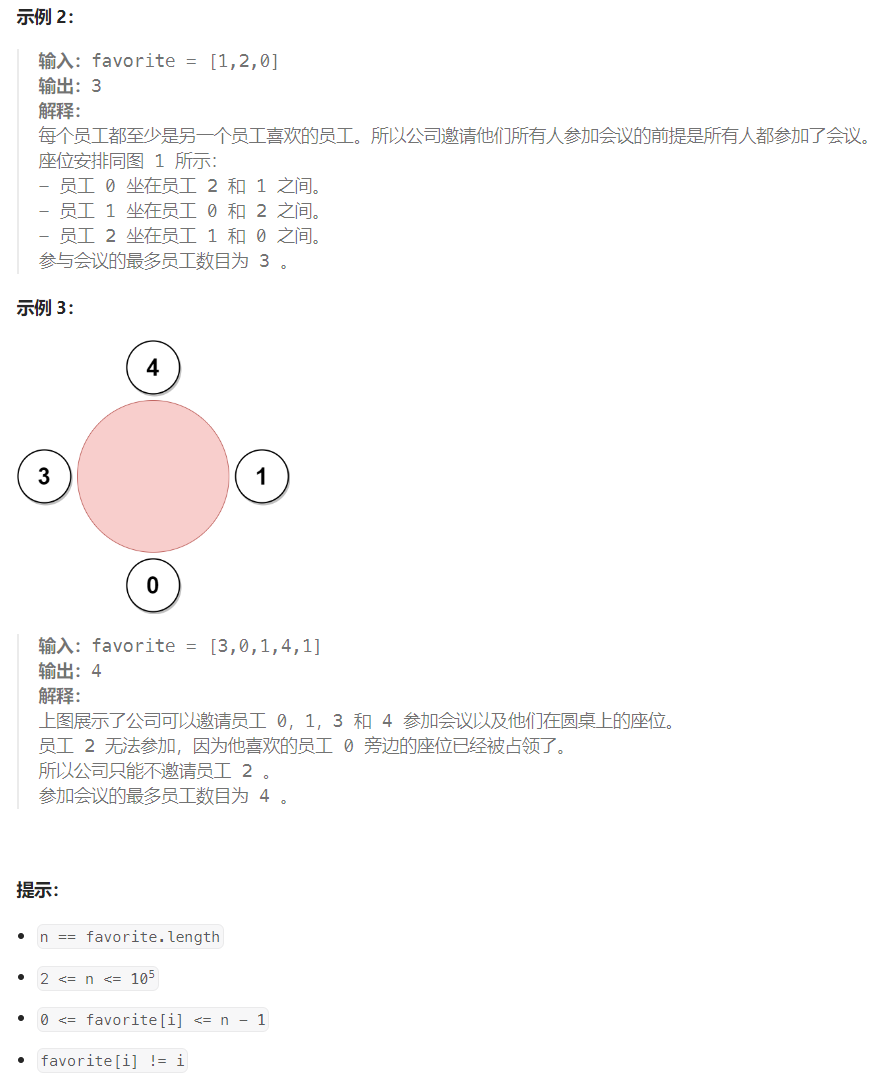 示例 2：
输入：favorite = [1,2,0]
输出：3
解释：
每个员工都至少是另一个员工喜欢的员工。所以公司邀请他们所有人参加会议的前提是所有人都参加了会议。
座位安排同图 1 所示：
- 员工 0 坐在员工 2 和 1 之间。
- 员工 1 坐在员工 0 和 2 之间。
- 员工 2 坐在员工 1 和 0 之间。
参与会议的最多员工数目为 3 。
示例 3：
4
3
1
0
输入：favorite = [3,0,1,4,1]
输出：4
解释：
上图展示了公司可以邀请员工 0，1，3 和 4 参加会议以及他们在圆桌上的座位。
员工 2 无法参加，因为他喜欢的员工 0 旁边的座位已经被占领了。
所以公司只能不邀请员工 2 。
参加会议的最多员工数目为 4 。
提示：
• n == favorite.length
• 2 <= n <= 10⁵
• 0 <= favorite[i] <= n - 1
• favorite[i] != i